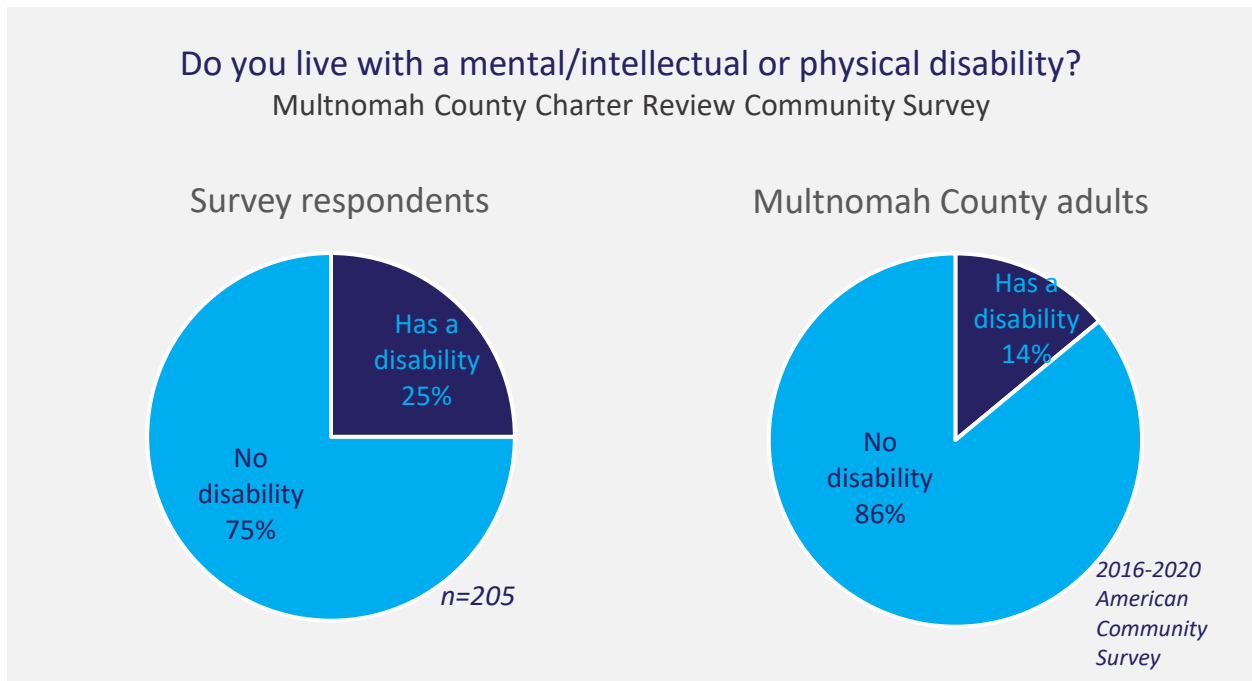 Do you live with a mental/intellectual or physical disability?
Multnomah County Charter Review Community Survey
Survey respondents
Has a
disability
25%
No
disability
75%
n=205
Multnomah County adults
Has a
disability
14%
No
disability
86%
2016-2020
American
Community
Survey